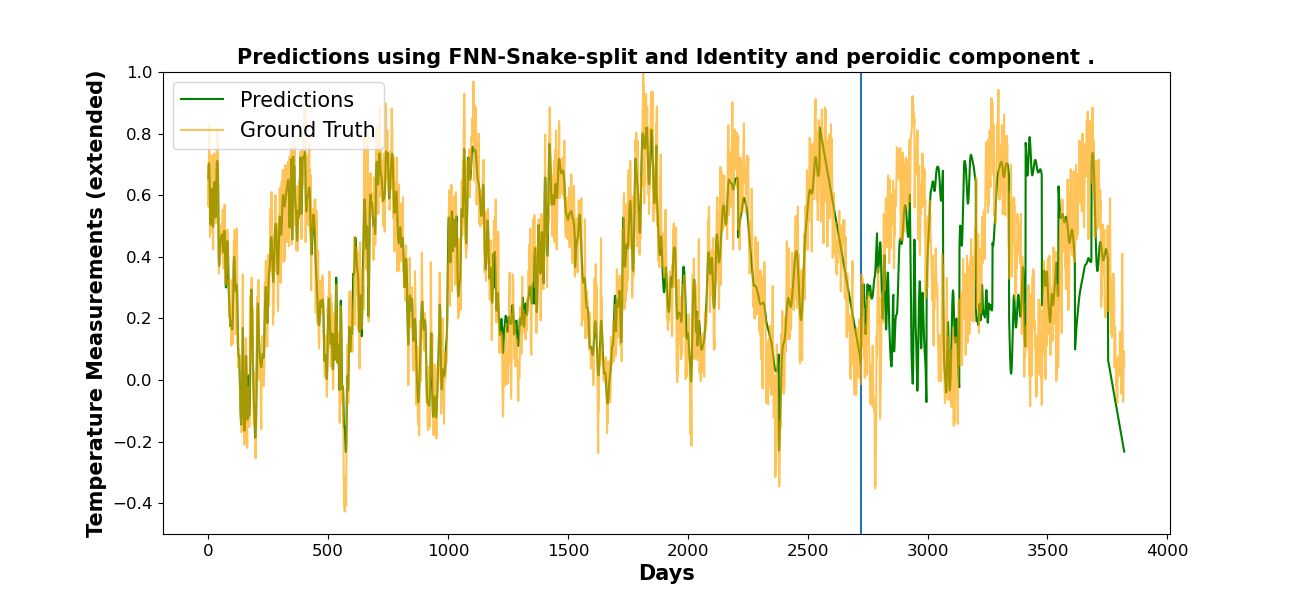 Predictions using FNN-Snake-split and Identity and peroidic component .
Predictions
Ground Truth
Temperature Measurements (extended)
1.0
0.8
0.6
0.4
0.2
0.0
−0.2
−0.4
0 500 1000 1500 2000 2500 3000 3500 4000
Days